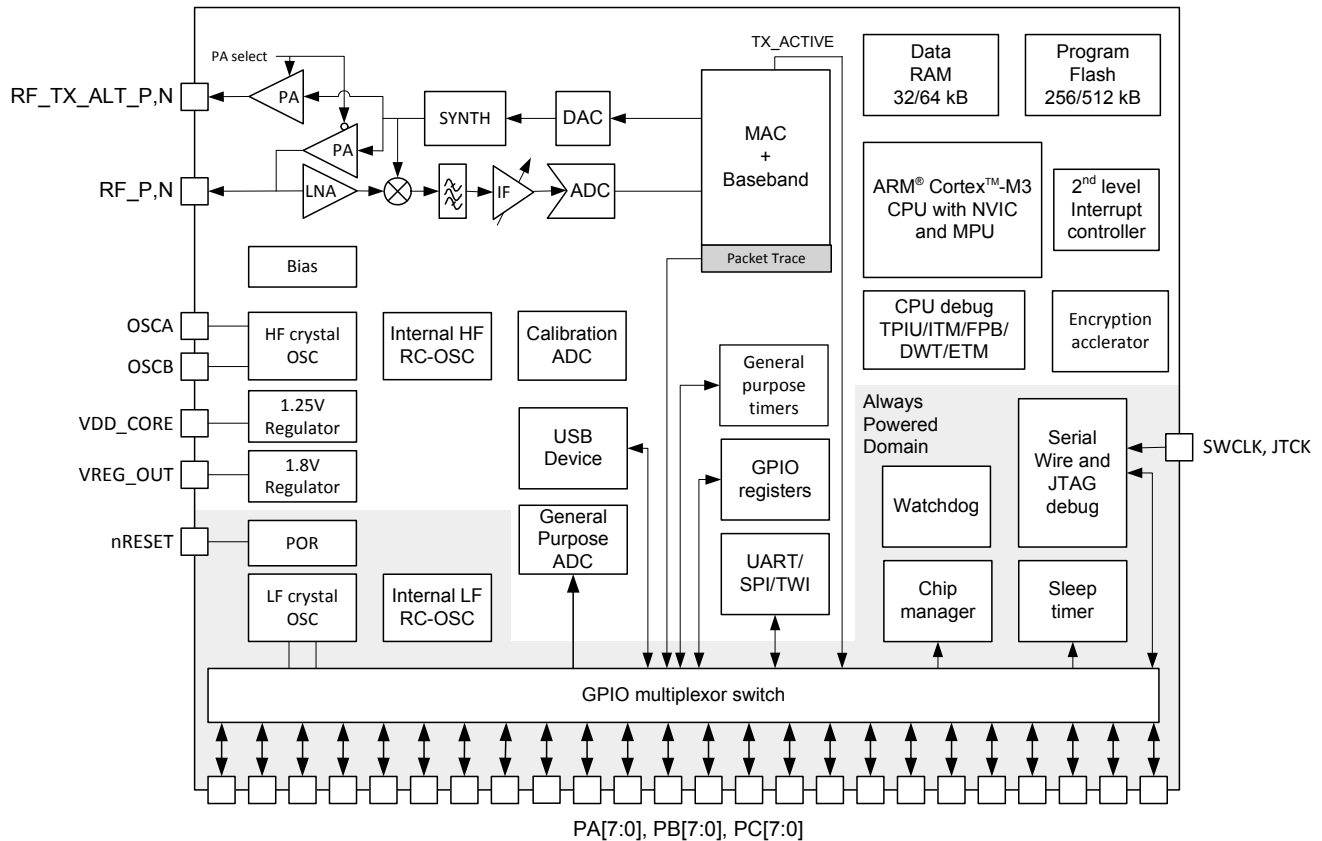 TX_ACTIVE
PA select
Data
RAM
32/64 kB
Program
Flash
256/512 kB
RF_TX_ALT_P,N
PA
SYNTH
DAC
MAC
+
Baseband
PA
RF_P,N
LNA
IF
ADC
ARM® Cortex™-M3
CPU with NVIC
and MPU
2nd level
Interrupt
controller
Packet Trace
Bias
OSCA
OSCB
HF crystal
OSC
Internal HF
RC-OSC
Calibration
ADC
CPU debug
TPIU/ITM/FPB/
DWT/ETM
Encryption
acclerator
General
purpose
timers
VDD_CORE
1.25V
Regulator
USB
Device
Always
Powered
Domain
Serial
Wire and
JTAG
debug
SWCLK, JTCK
VREG_OUT
1.8V
Regulator
GPIO
registers
Watchdog
nRESET
POR
General
Purpose
ADC
UART/
SPI/TWI
LF crystal
OSC
Internal LF
RC-OSC
Chip
manager
Sleep
timer
GPIO multiplexor switch
PA[7:0], PB[7:0], PC[7:0]